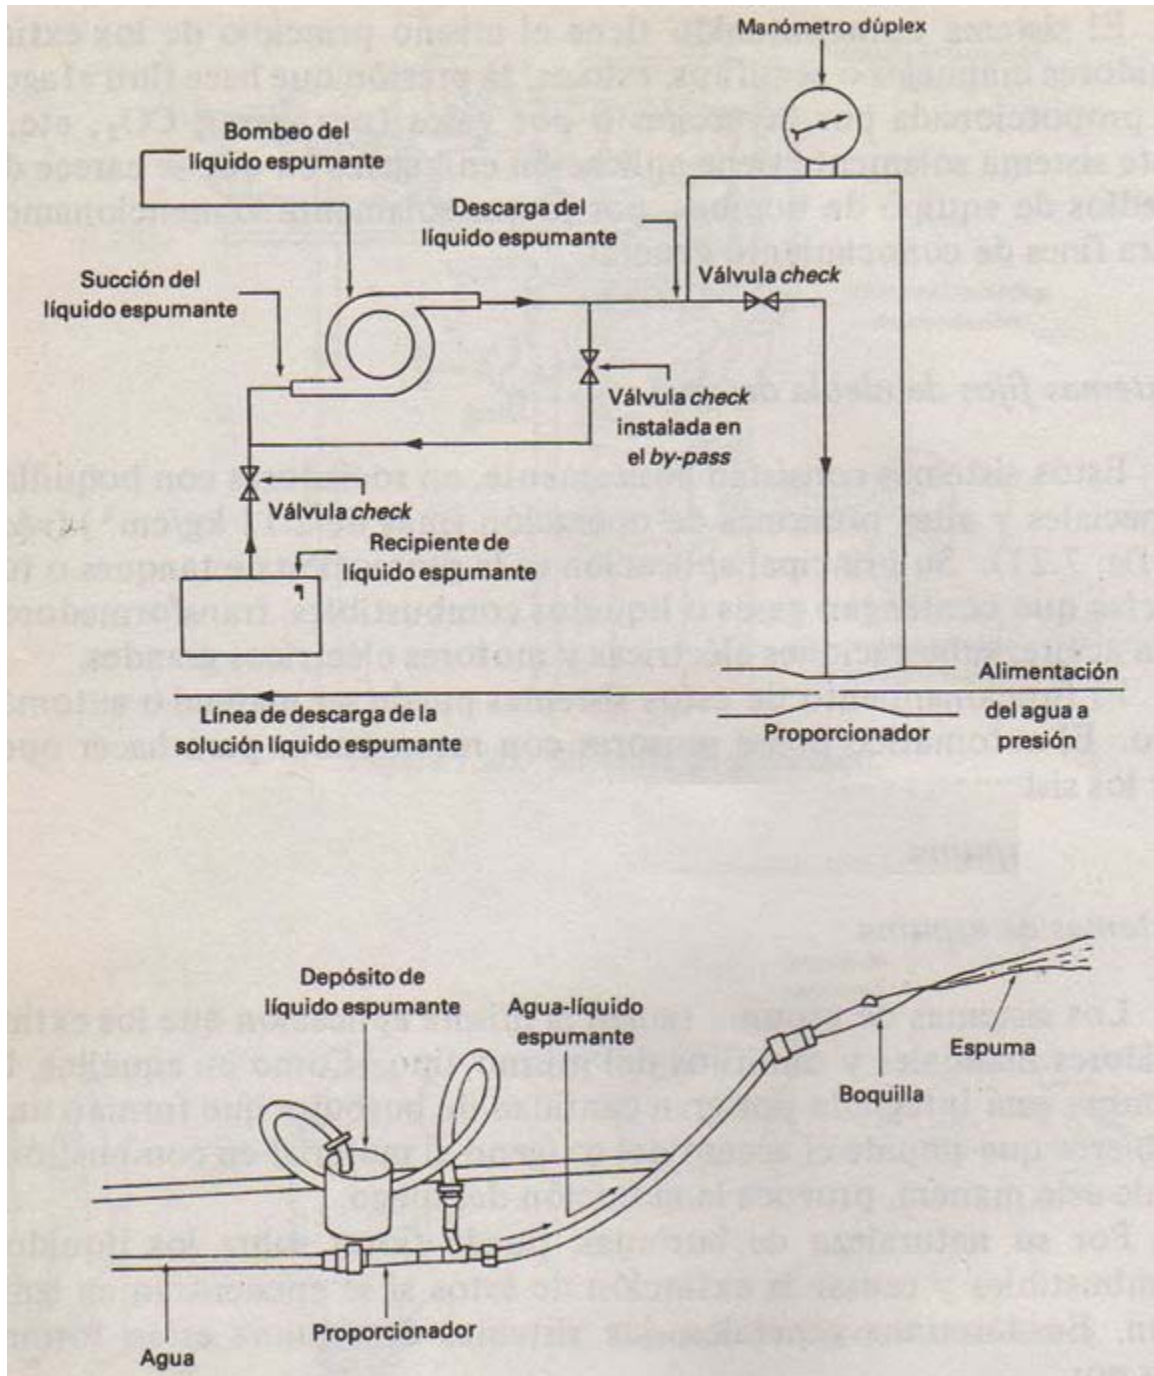 Manómetro dúplex
Bombeo del
líquido espumante
Descarga del
líquido espumante
Válvula check
Succión del
líquido espumante
Válvula check
instalada en
el by-pass
Válvula check
Recipiente de
líquido espumante
Alimentación
del agua a
presión
Línea de descarga de la
solución líquido espumante
Proporcionador
Depósito de
líquido espumante
Agua-líquido
espumante
Espuma
Boquilla
Proporcionador
Agua